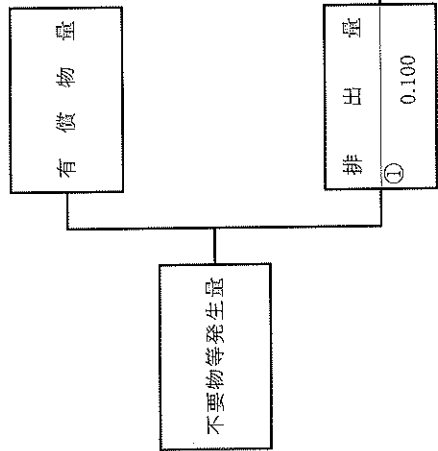 不要物等発生量
有償物量
排出量
①
0.100